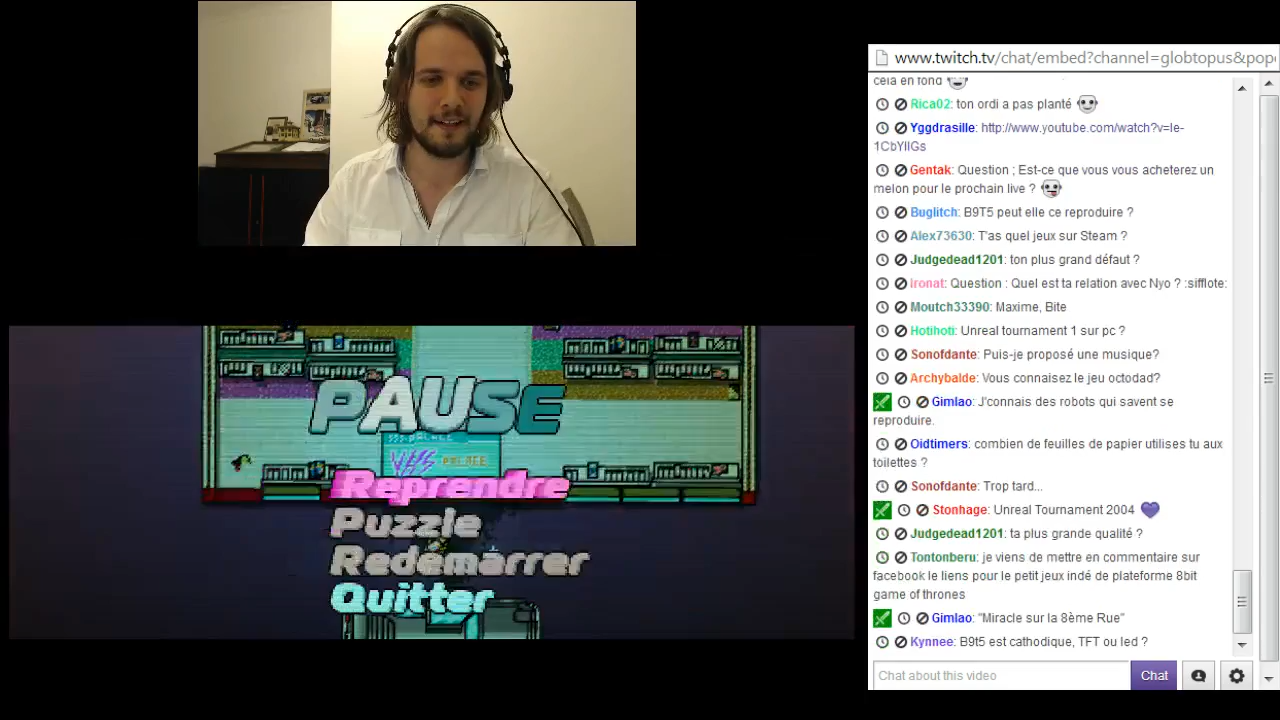 www.twitch.tv/chat/embed?channel=globtopus&pop
cela en fond
Rica02: ton ordi a pas planté
Yggdrasille: http://www.youtube.com/watch?v=le-
1CbYlIGs
Gentak: Question ; Est-ce que vous vous acheterez un
melon pour le prochain live ?
Buglitch: B9T5 peut elle ce reproduire ?
Alex73630: T'as quel jeux sur Steam ?
Judgedead1201: ton plus grand défaut ?
Ironat: Question : Quel est ta relation avec Nyo ? :sifflote:
Moutch33390: Maxime, Bite
Hotihoti: Unreal tournament 1 sur pc ?
Sonofdante: Puis-je proposé une musique?
Archybalde: Vous connaisez le jeu octodad?
Gimlao: J'connais des robots qui savent se
reproduire.
Oidtimers: combien de feuilles de papier utilises tu aux
toilettes ?
Sonofdante: Trop tard...
Stonhage: Unreal Tournament 2004
Judgedead1201: ta plus grande qualité ?
Tontonberu: je viens de mettre en commentaire sur
facebook le liens pour le petit jeux indé de plateforme 8bit
game of thrones
Gimlao: "Miracle sur la 8ème Rue"
Kynnee: B9t5 est cathodique, TFT ou led ?
Chat about this video
Chat
PAUSE
VHS PALACE
Reprendre
Puzzle
Redémarrer
Quitter